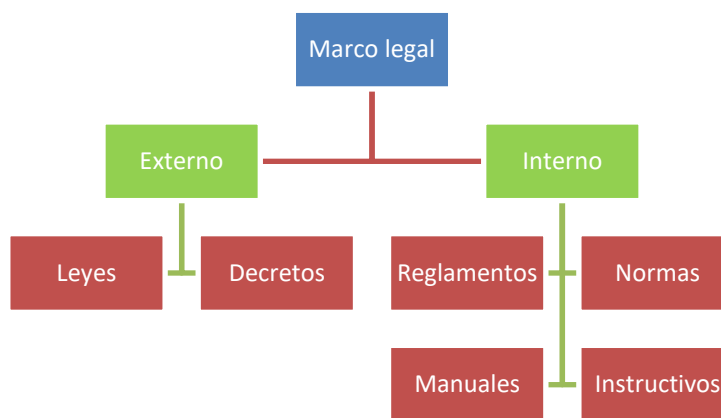 Marco legal
Externo
Interno
Leyes
Decretos
Reglamentos
Normas
Manuales
Instructivos